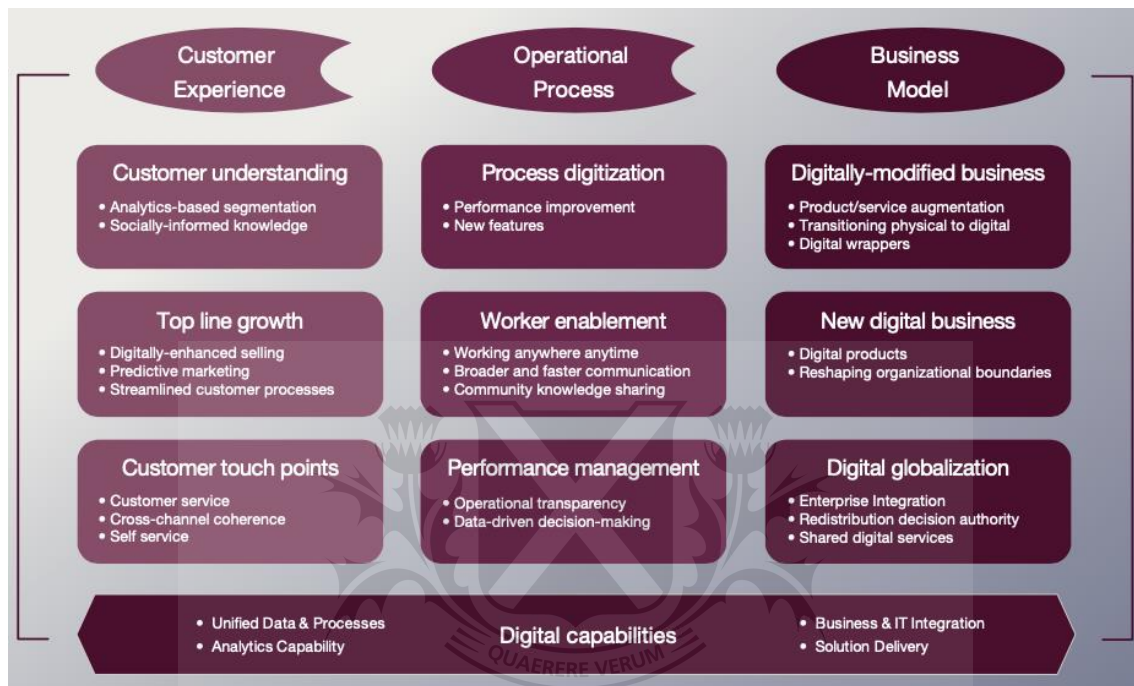 Customer
Experience
Operational
Process
Business
Model
Customer understanding
• Analytics-based segmentation
• Socially-informed knowledge
Process digitization
• Performance improvement
• New features
Digitally-modified business
• Product/service augmentation
• Transitioning physical to digital
• Digital wrappers
Top line growth
• Digitally-enhanced selling
• Predictive marketing
• Streamlined customer processes
Worker enablement
• Working anywhere anytime
• Broader and faster communication
• Community knowledge sharing
New digital business
• Digital products
• Reshaping organizational boundaries
Customer touch points
• Customer service
• Cross-channel coherence
• Self service
Performance management
• Operational transparency
• Data-driven decision-making
Digital globalization
• Enterprise Integration
• Redistribution decision authority
• Shared digital services
• Unified Data & Processes
• Analytics Capability
Digital capabilities
• Business & IT Integration
• Solution Delivery
QUAERERE VERUM